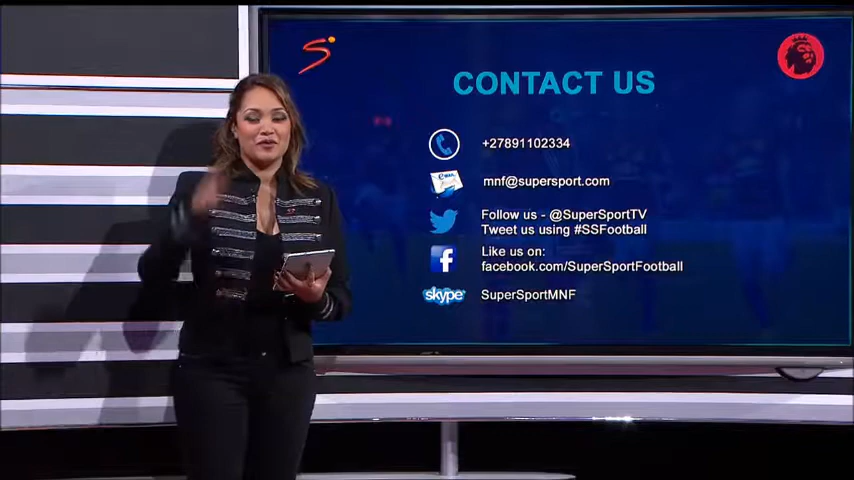 CONTACT US
+27891102334
mnf@supersport.com
Follow us - @SuperSportTV
Tweet us using #SSFootball
Like us on:
facebook.com/SuperSportFootball
skype
SuperSportMNF